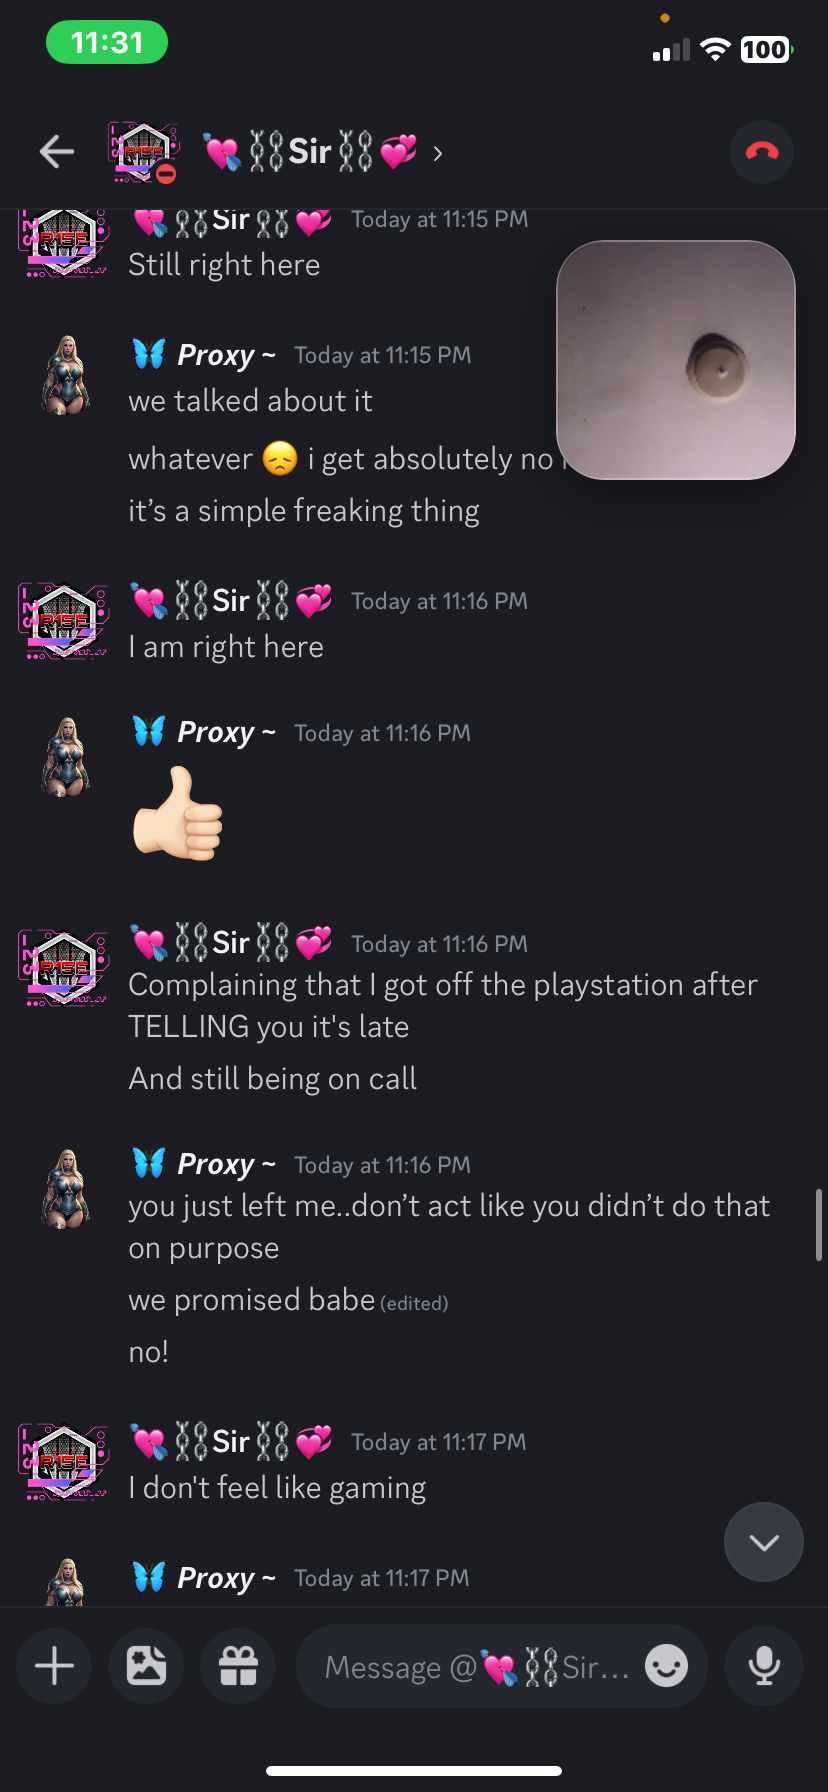 11:31
100
💘⛓️Sir⛓️💞 ›
💘⛓️Sir⛓️💞 Today at 11:15 PM
Still right here
🦋 Proxy ~ Today at 11:15 PM
we talked about it
whatever 😞 i get absolutely no
it’s a simple freaking thing
💘⛓️Sir⛓️💞 Today at 11:16 PM
I am right here
🦋 Proxy ~ Today at 11:16 PM
👍🏻
💘⛓️Sir⛓️💞 Today at 11:16 PM
Complaining that I got off the playstation after
TELLING you it's late
And still being on call
🦋 Proxy ~ Today at 11:16 PM
you just left me..don’t act like you didn’t do that
on purpose
we promised babe (edited)
no!
💘⛓️Sir⛓️💞 Today at 11:17 PM
I don't feel like gaming
🦋 Proxy ~ Today at 11:17 PM
Message @💘⛓️Sir...